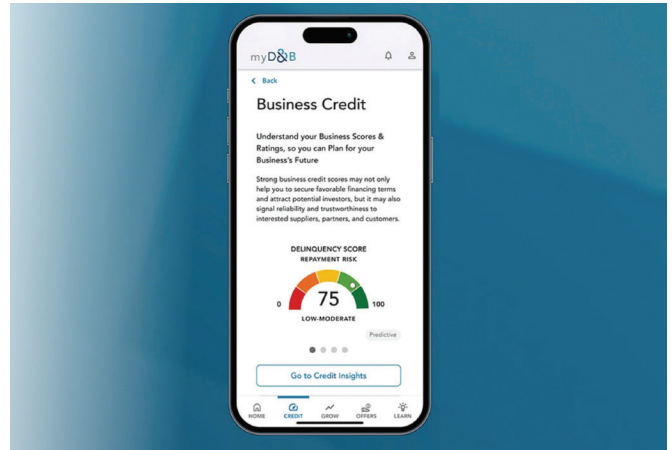 myD&B
Back
Business Credit
Understand your Business Scores &
Ratings, so you can Plan for your
Business's Future
Strong business credit scores may not only
help you to secure favorable financing terms
and attract potential investors, but it may also
signal reliability and trustworthiness to
interested suppliers, partners, and customers.
DELINQUENCY SCORE
REPAYMENT RISK
0 75 100
LOW-MODERATE
Predictive
Go to Credit Insights
HOME CREDIT GROW OFFERS LEARN